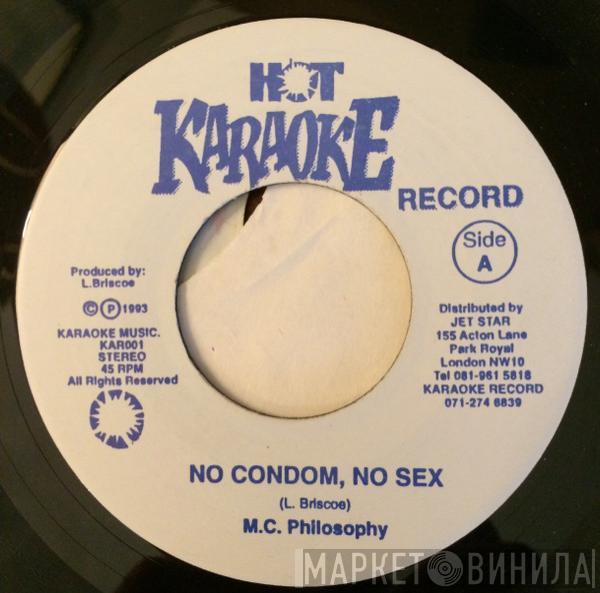 HOT
KARAOKE
RECORD
Side
A
Produced by:
L.Briscoe
© Ⓟ 1993
KARAOKE MUSIC.
KAR001
STEREO
45 RPM
All Rights Reserved
Distributed by
JET STAR
155 Acton Lane
Park Royal
London NW10
Tel 081-961 5818
KARAOKE RECORD
071-274 6839
NO CONDOM, NO SEX
(L. Briscoe)
M.C. Philosophy
МАРКЕТ ВИНИЛА